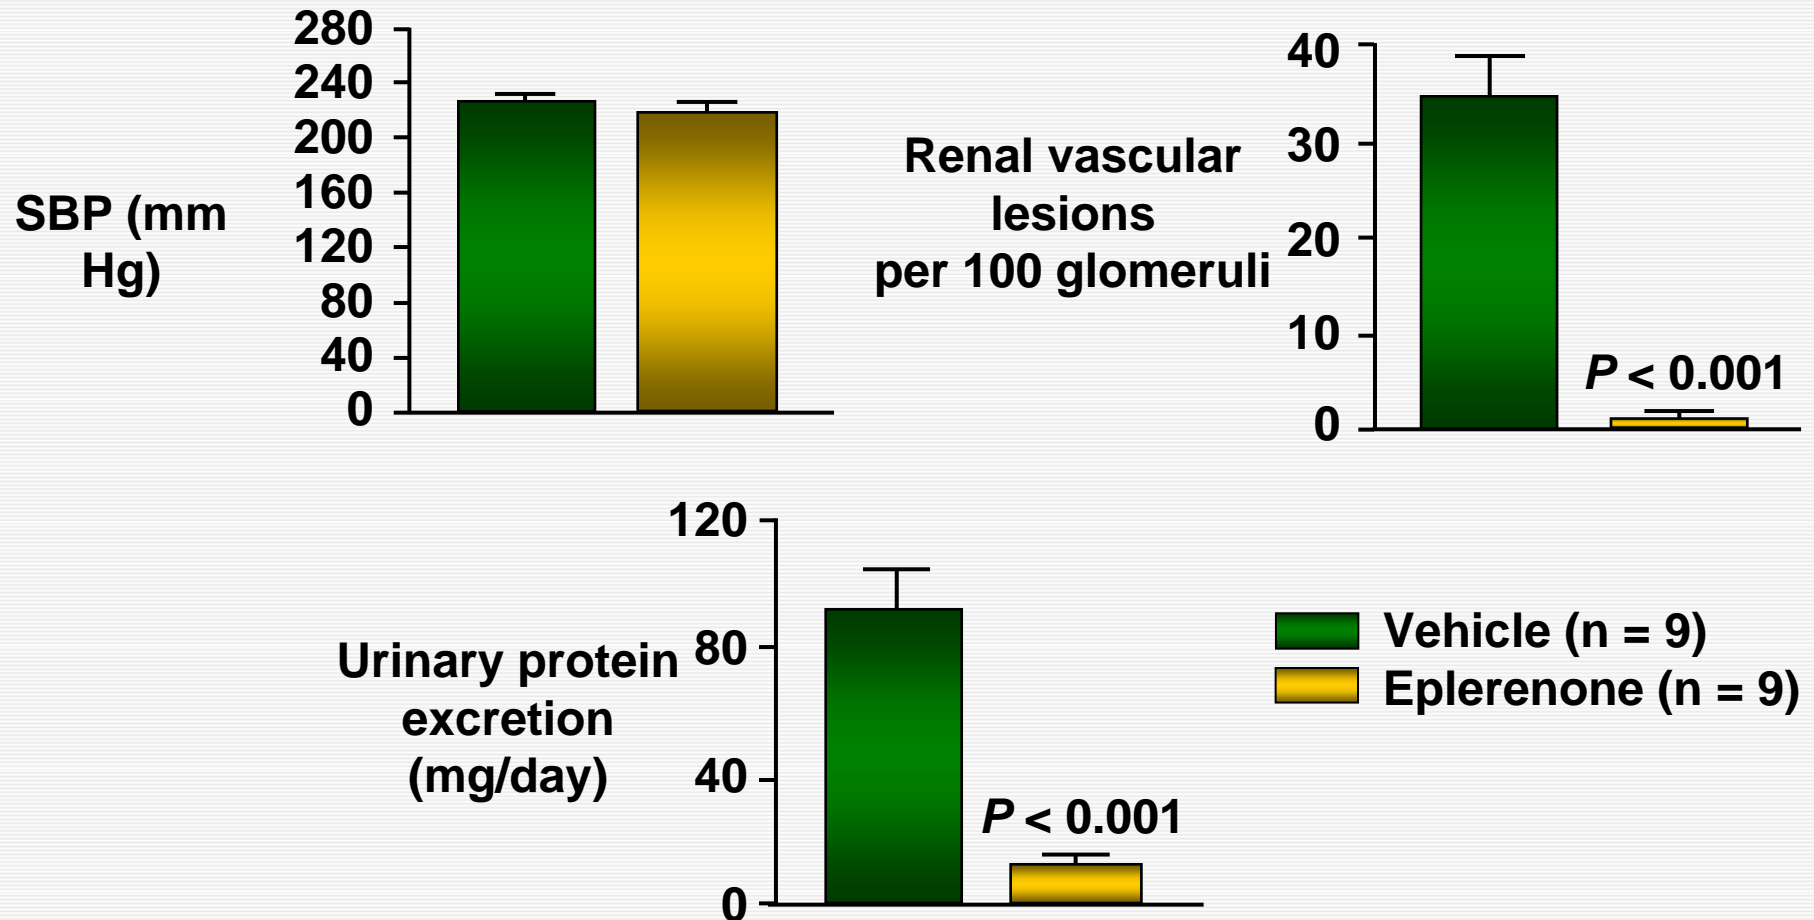 280
240
200
160
120
80
40
0
SBP (mm
Hg)
40
30
20
10
0
Renal vascular
lesions
per 100 glomeruli
P < 0.001
120
80
40
0
Urinary protein
excretion
(mg/day)
P < 0.001
Vehicle (n = 9)
Eplerenone (n = 9)